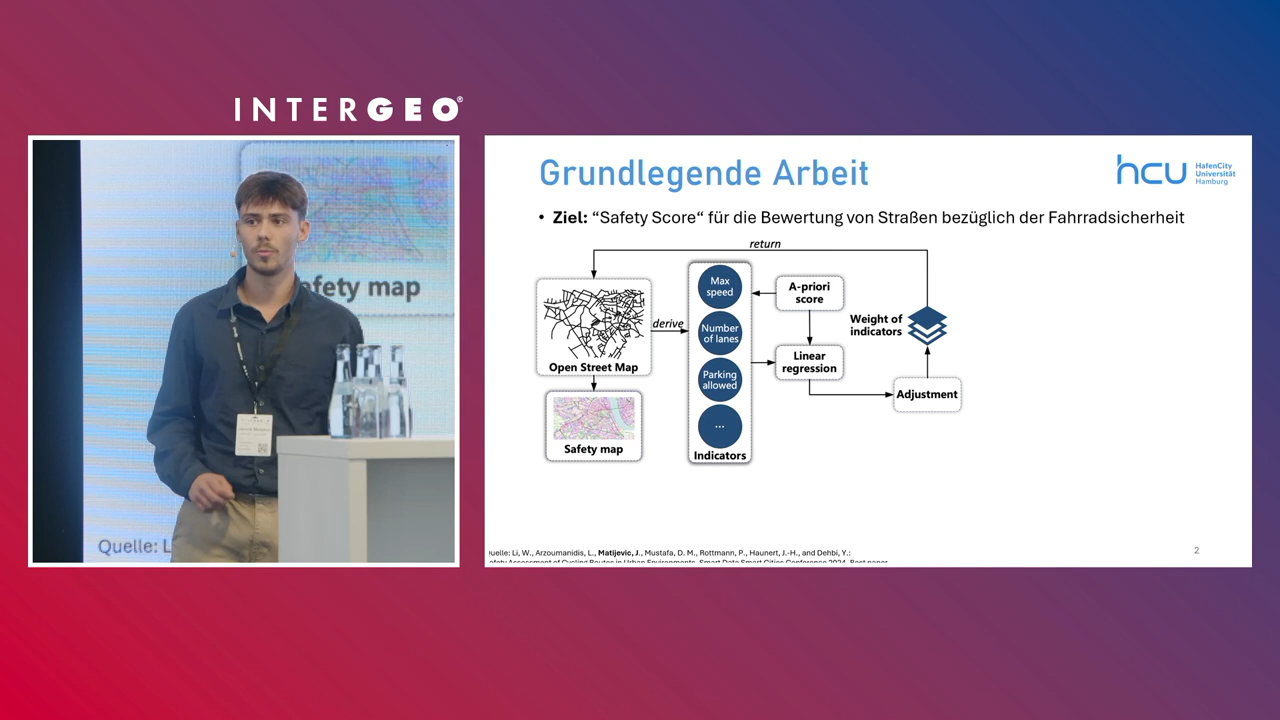 INTERGEO®
afety map
Quelle: L
Grundlegende Arbeit
hcu HafenCity
Universität
Hamburg
• Ziel: “Safety Score“ für die Bewertung von Straßen bezüglich der Fahrradsicherheit
return
Open Street Map
derive
Safety map
Max
speed
Number
of lanes
Parking
allowed
...
Indicators
A-priori
score
Linear
regression
Weight of
indicators
Adjustment
uelle: Li, W., Arzoumanidis, L., Matijevic, J., Mustafa, D. M., Rottmann, P., Haunert, J.-H., and Dehbi, Y.:
afety Assessment of Cycling Routes in Urban Environments. Smart Data Smart Cities Conference 2024. Best paper
2